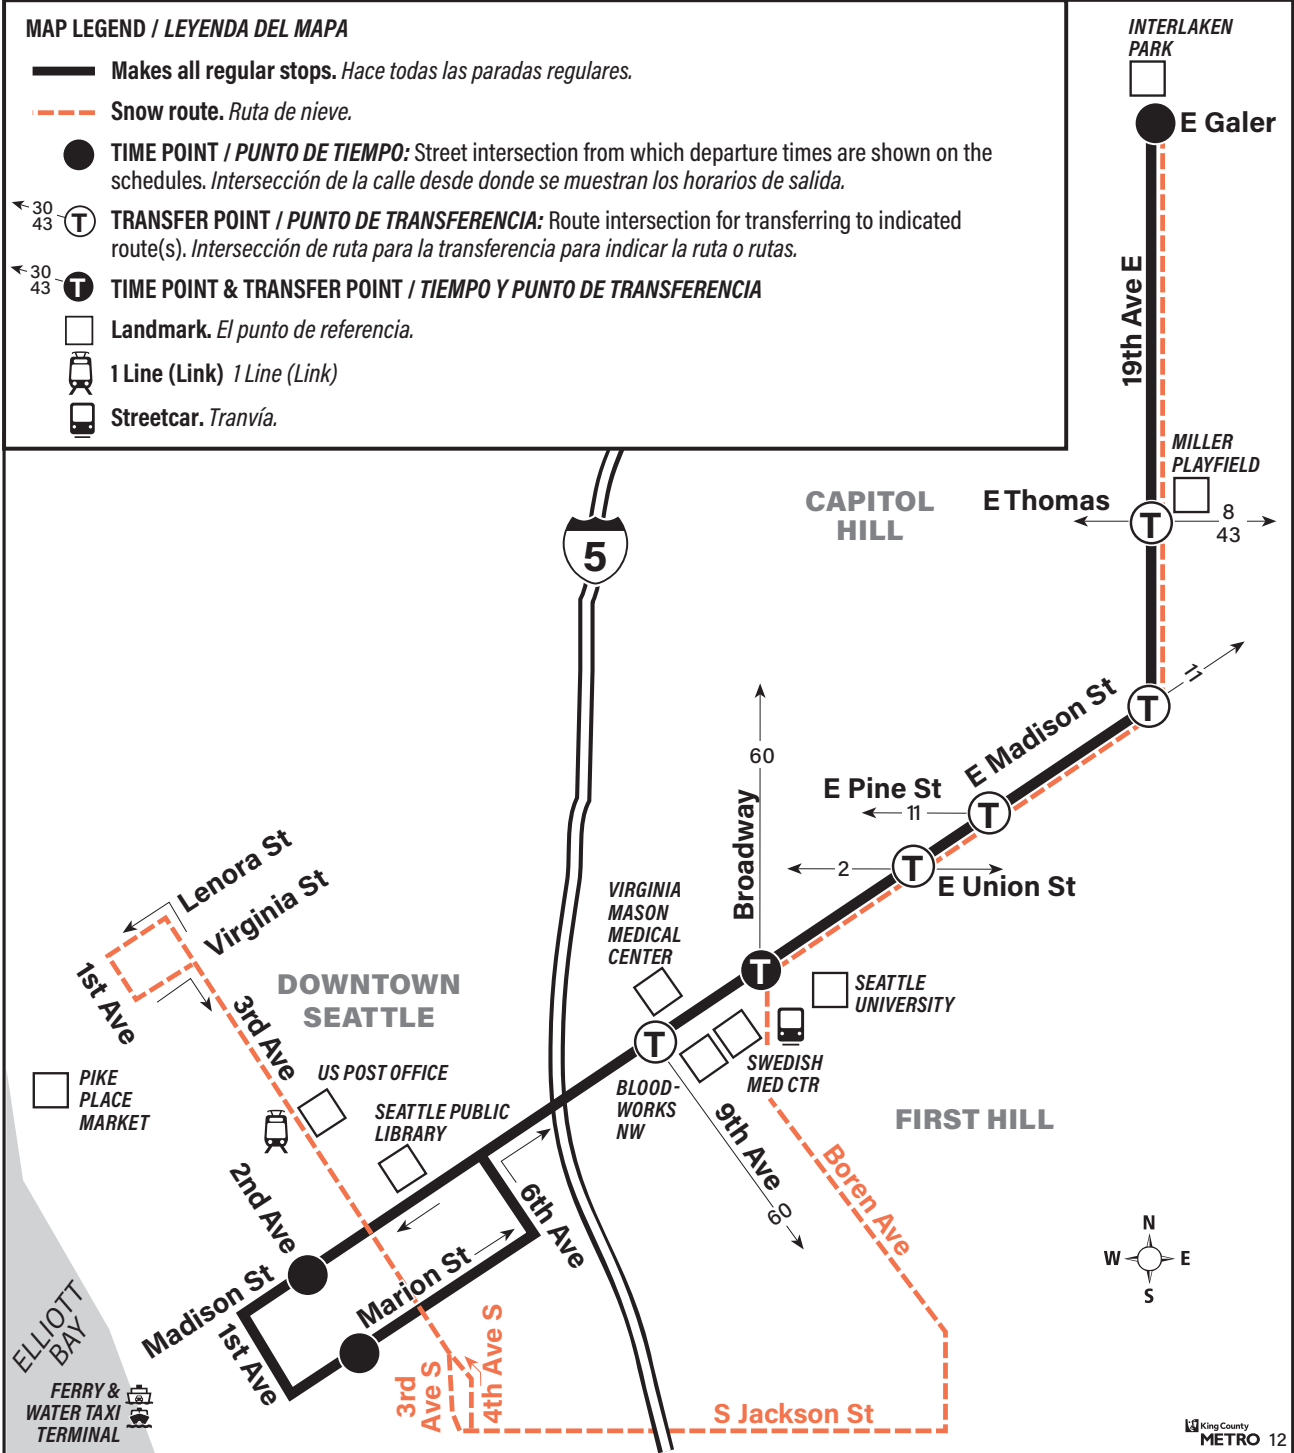 MAP LEGEND / LEYENDA DEL MAPA
Makes all regular stops. Hace todas las paradas regulares.
Snow route. Ruta de nieve.
TIME POINT / PUNTO DE TIEMPO: Street intersection from which departure times are shown on the
schedules. Intersección de la calle desde donde se muestran los horarios de salida.
30
43
T
TRANSFER POINT / PUNTO DE TRANSFERENCIA: Route intersection for transferring to indicated
route(s). Intersección de ruta para la transferencia para indicar la ruta o rutas.
30
43
T
TIME POINT & TRANSFER POINT / TIEMPO Y PUNTO DE TRANSFERENCIA
Landmark. El punto de referencia.
1 Line (Link) 1 Line (Link)
Streetcar. Tranvía.
INTERLAKEN
PARK
E Galer
19th Ave E
MILLER
PLAYFIELD
CAPITOL
HILL
E Thomas
T
8
43
5
11
T
E Madison St
60
E Pine St
11
T
Broadway
2
T
E Union St
Lenora St
Virginia St
1st Ave
3rd Ave
DOWNTOWN
SEATTLE
VIRGINIA
MASON
MEDICAL
CENTER
T
SEATTLE
UNIVERSITY
T
SWEDISH
MED CTR
BLOOD-
WORKS
NW
9th Ave
60
FIRST HILL
Boren Ave
PIKE
PLACE
MARKET
US POST OFFICE
SEATTLE PUBLIC
LIBRARY
2nd Ave
6th Ave
Madison St
Marion St
1st Ave
ELLIOTT
BAY
FERRY &
WATER TAXI
TERMINAL
3rd
Ave S
4th Ave S
S Jackson St
N
W
E
S
King County
METRO 12